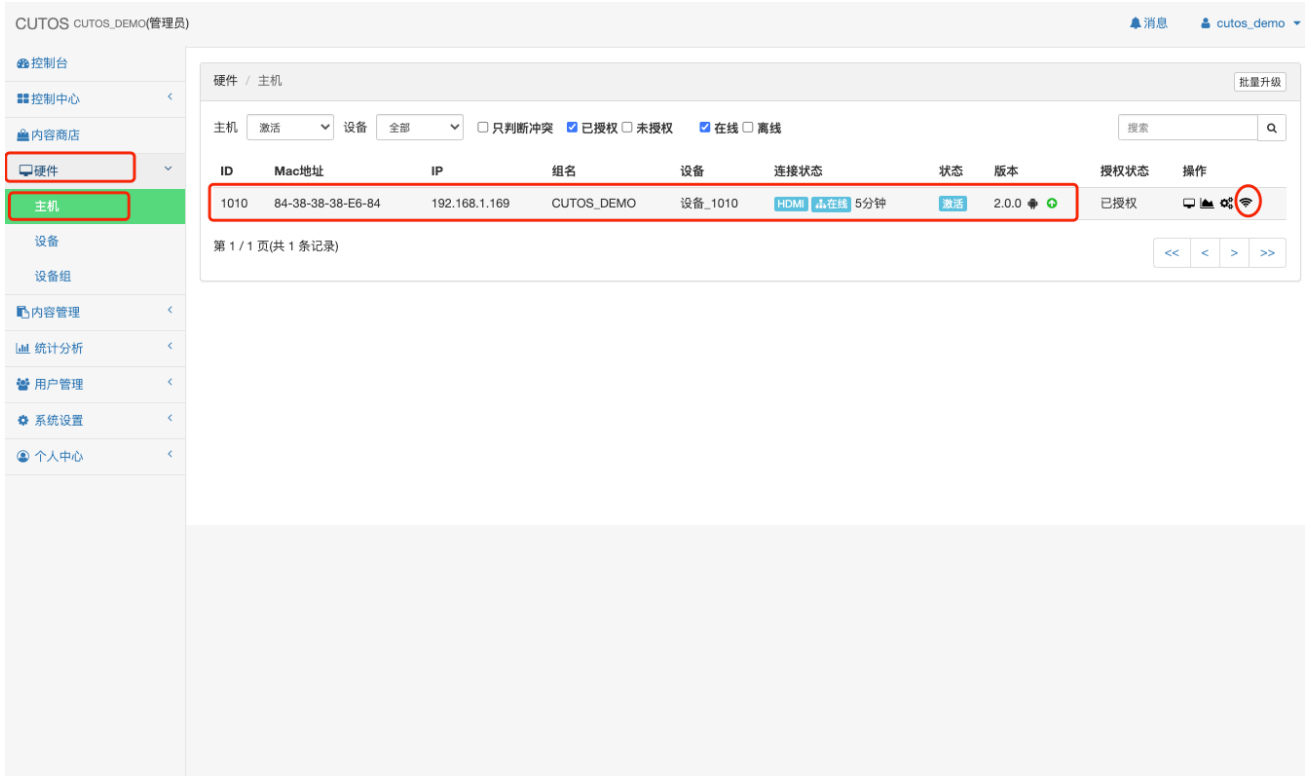 CUTOS CUTOS_DEMO(管理员)
消息 cutos_demo
控制台
控制中心
内容商店
硬件
主机
设备
设备组
内容管理
统计分析
用户管理
系统设置
个人中心
硬件 / 主机 批量升级
主机 激活 设备 全部 只判断冲突 已授权 未授权 在线 离线 搜索
ID Mac地址 IP 组名 设备 连接状态 状态 版本 授权状态 操作
1010 84-38-38-38-E6-84 192.168.1.169 CUTOS_DEMO 设备_1010 HDMI 在线 5分钟 激活 2.0.0 已授权
第 1 / 1 页(共 1 条记录)
<< < > >>